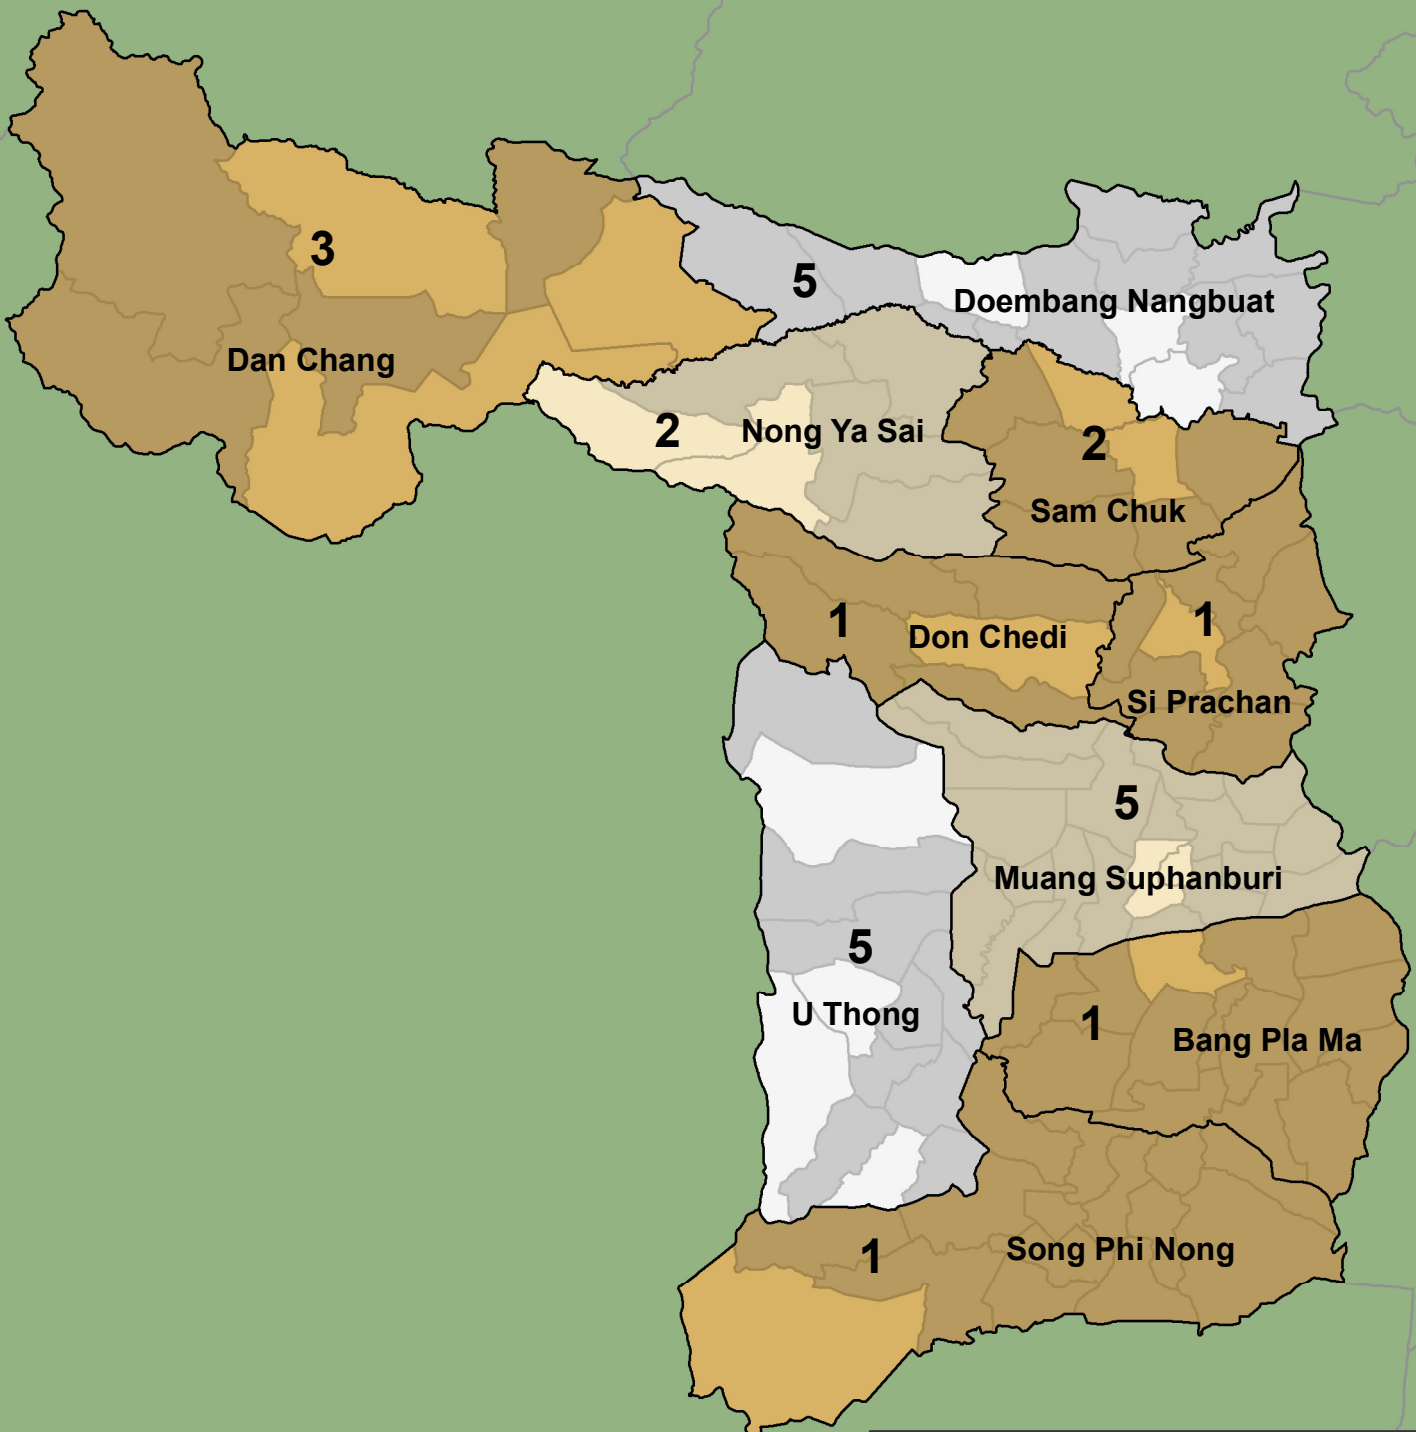 3
5
Doembang Nangbuat
Dan Chang
2
Nong Ya Sai
2
Sam Chuk
1
Don Chedi
1
Si Prachan
5
Muang Suphanburi
5
U Thong
1
Bang Pla Ma
1
Song Phi Nong